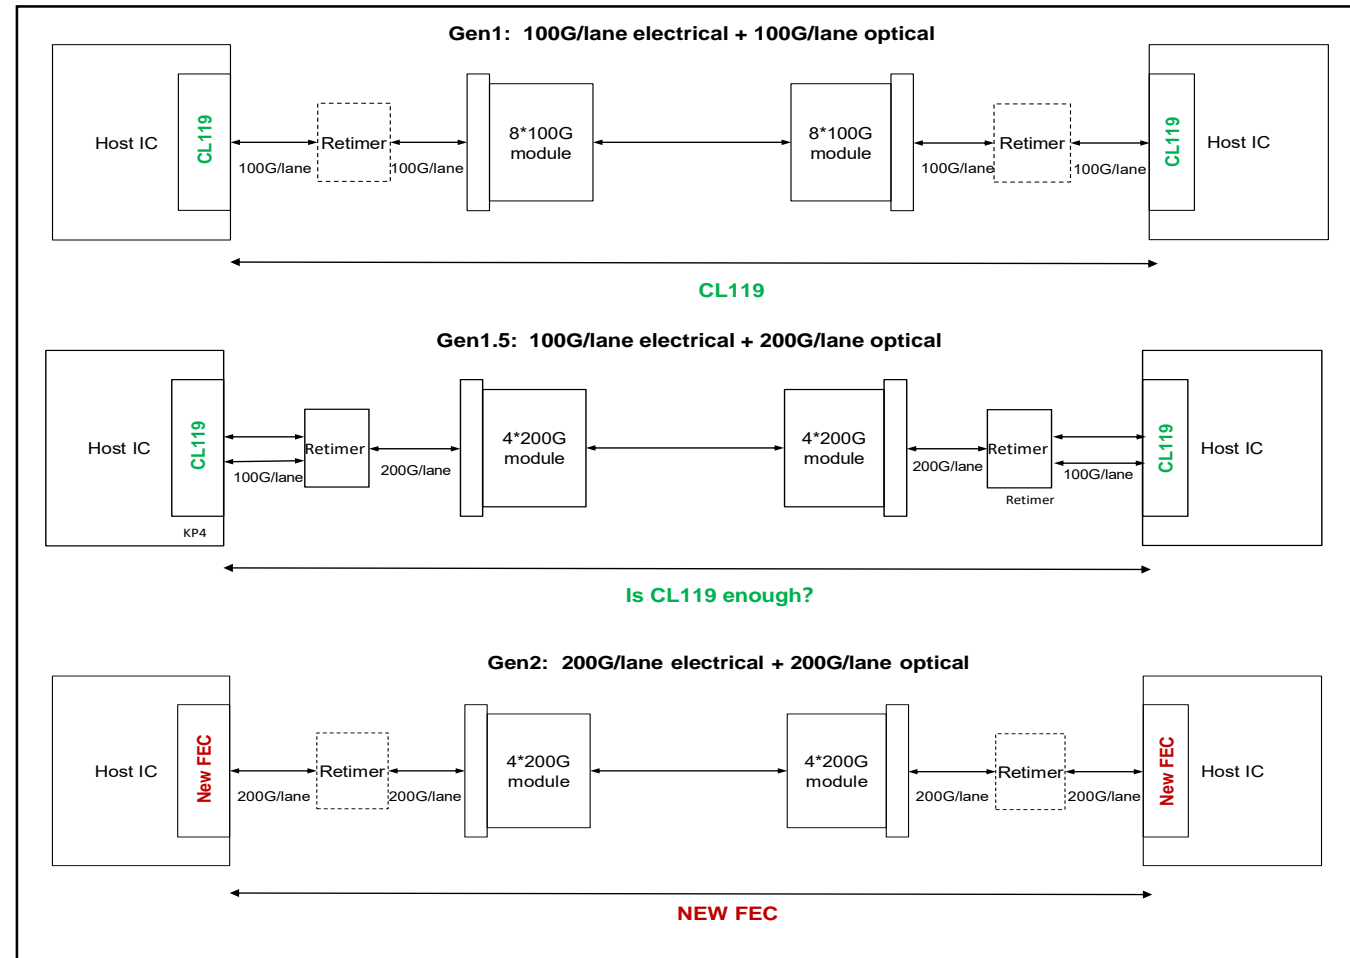 Gen1: 100G/lane electrical + 100G/lane optical
Host IC
CL119
100G/lane
Retimer
100G/lane
8*100G
module
8*100G
module
100G/lane
Retimer
100G/lane
CL119
Host IC
CL119
Gen1.5: 100G/lane electrical + 200G/lane optical
Host IC
CL119
KP4
100G/lane
Retimer
200G/lane
4*200G
module
4*200G
module
200G/lane
Retimer
Retimer
100G/lane
CL119
Host IC
Is CL119 enough?
Gen2: 200G/lane electrical + 200G/lane optical
Host IC
New FEC
200G/lane
Retimer
200G/lane
4*200G
module
4*200G
module
200G/lane
Retimer
200G/lane
New FEC
Host IC
NEW FEC